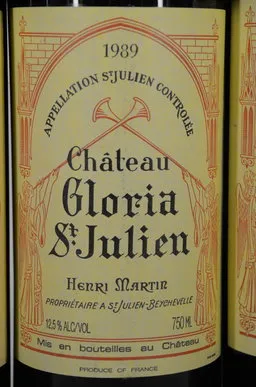 1989
APPELLATION ST JULIEN CONTROLÉE
Château
Gloria
St. Julien
HENRI MARTIN
PROPRIÉTAIRE A ST JULIEN-BEYCHEVELLE
12,5 % ALC/VOL. 750 ML
Mis en bouteilles au Château
PRODUCE OF FRANCE